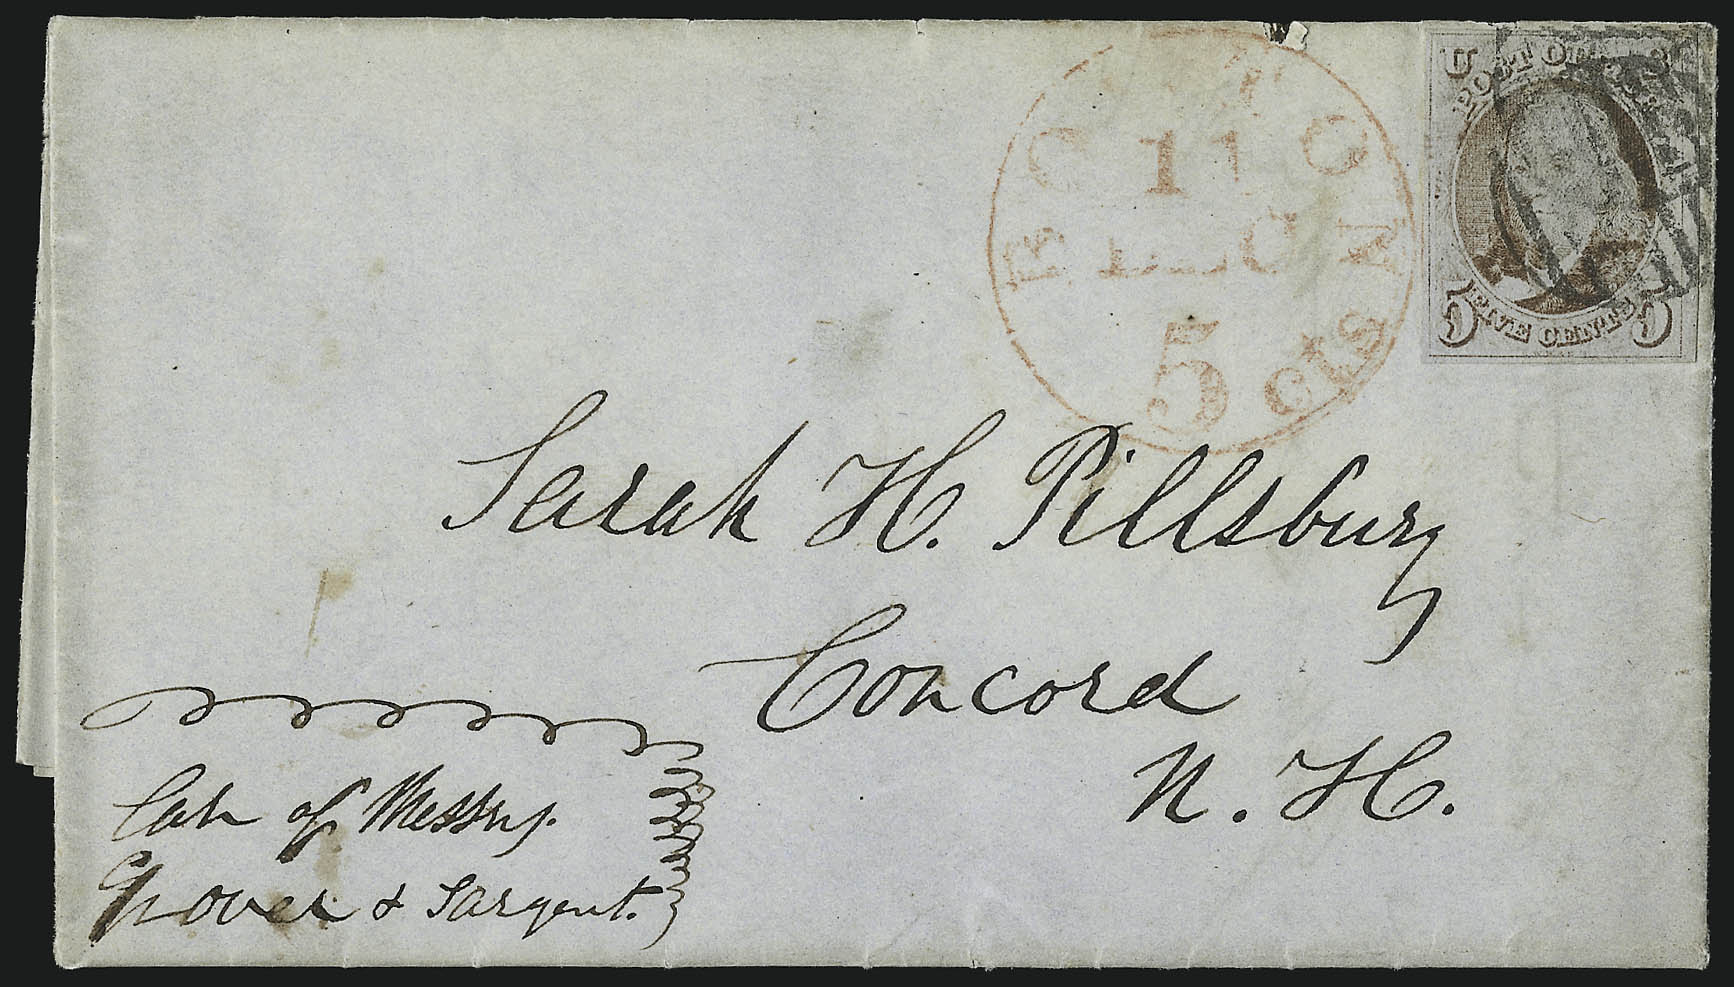 U S
POST OFFICE
FIVE CENTS
5 5
BOSTON
11
DEC
5 cts
Sarah H. Pillsbury
Concord
N. H.
Care of Messrs.
Grover & Sargent.